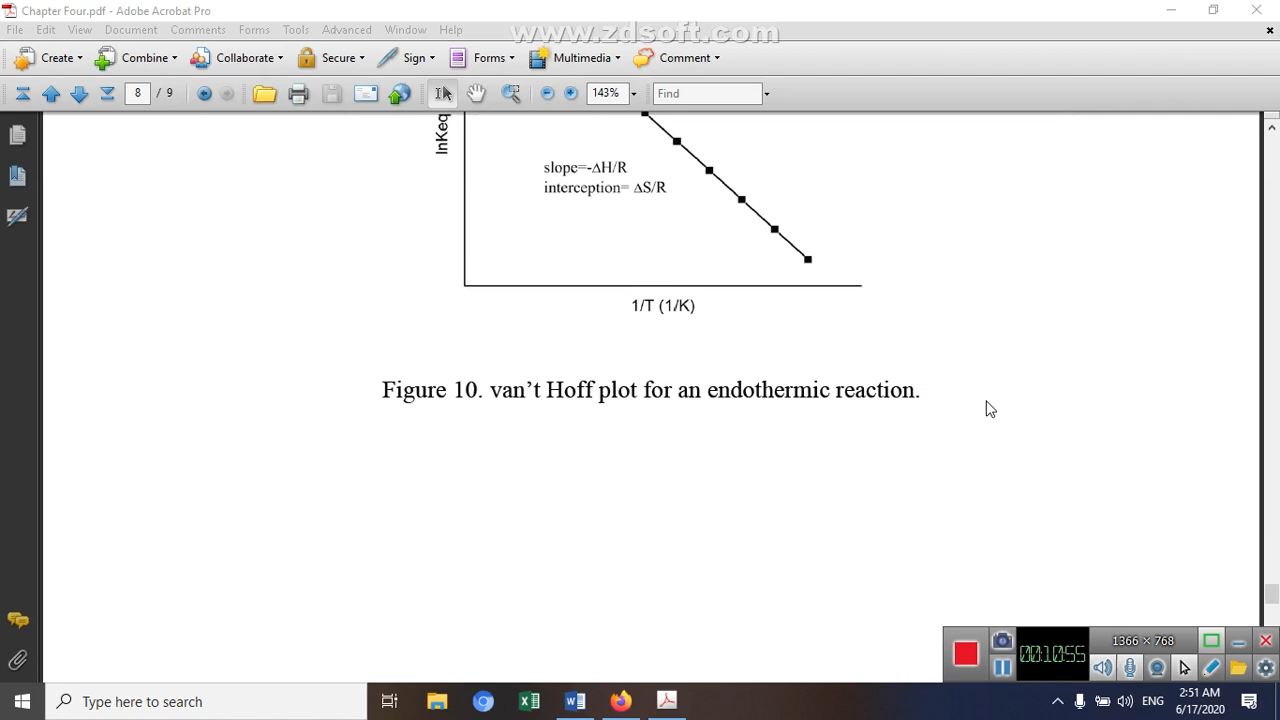 Chapter Four.pdf - Adobe Acrobat Pro
File Edit View Document Comments Forms Tools Advanced Window Help
www.zdsoft.com
Create Combine Collaborate Secure Sign Forms Multimedia Comment
8 / 9 143% Find
lnKeq
slope=-ΔH/R
interception= ΔS/R
1/T (1/K)
Figure 10. van’t Hoff plot for an endothermic reaction.
1366 × 768
00:10:55
Type here to search
ENG
2:51 AM
6/17/2020